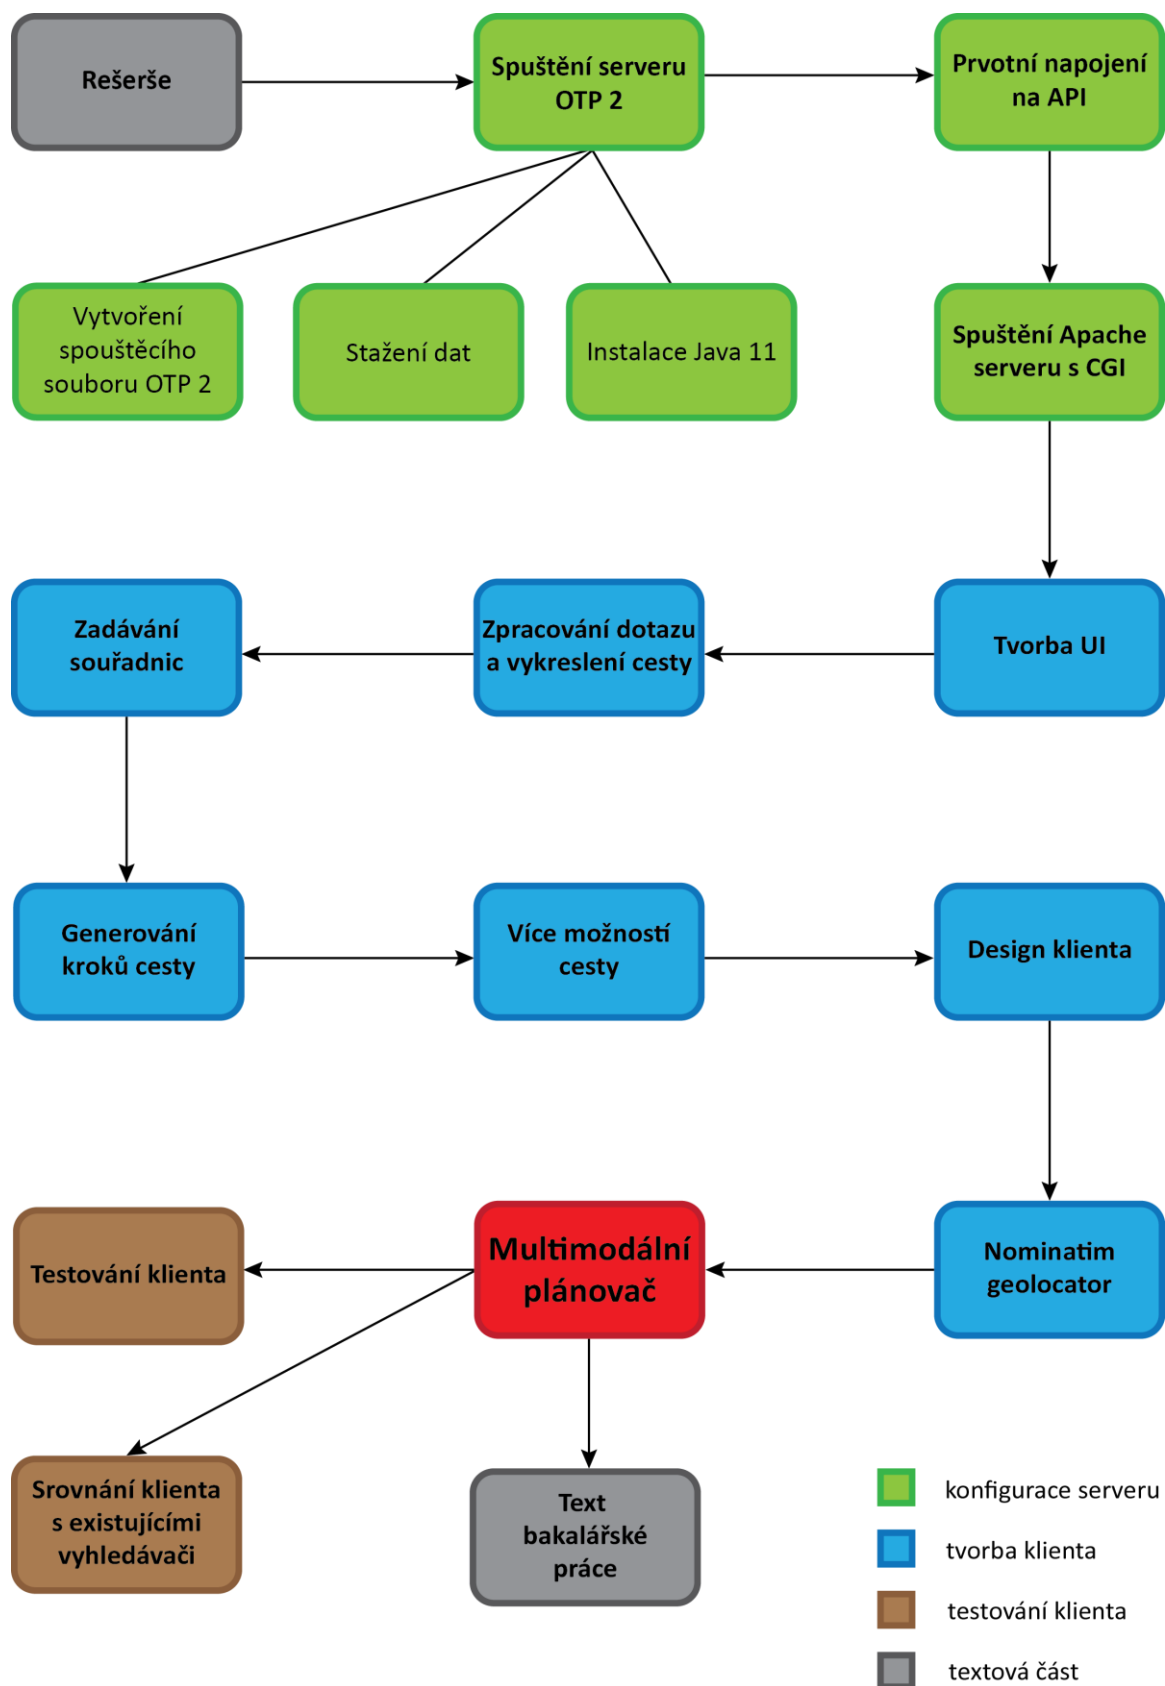 Rešerše
Spuštění serveru
OTP 2
Prvotní napojení
na API
Vytvoření
spouštěcího
souboru OTP 2
Stažení dat
Instalace Java 11
Spuštění Apache
serveru s CGI
Zadávání
souřadnic
Zpracování dotazu
a vykreslení cesty
Tvorba UI
Generování
kroků cesty
Více možností
cesty
Design klienta
Testování klienta
Multimodální
plánovač
Nominatim
geolocator
Srovnání klienta
s existujícími
vyhledávači
Text
bakalářské
práce
konfigurace serveru
tvorba klienta
testování klienta
textová část